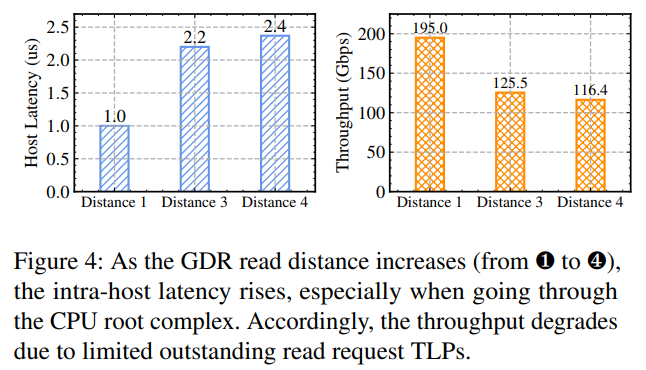 2.5
2.0
1.5
1.0
0.5
0.0
Host Latency (us)
1.0
2.2
2.4
Distance 1 Distance 3 Distance 4
200
150
100
50
0
Throughput (Gbps)
195.0
125.5
116.4
Distance 1 Distance 3 Distance 4
Figure 4: As the GDR read distance increases (from ❶ to ❹),
the intra-host latency rises, especially when going through
the CPU root complex. Accordingly, the throughput degrades
due to limited outstanding read request TLPs.